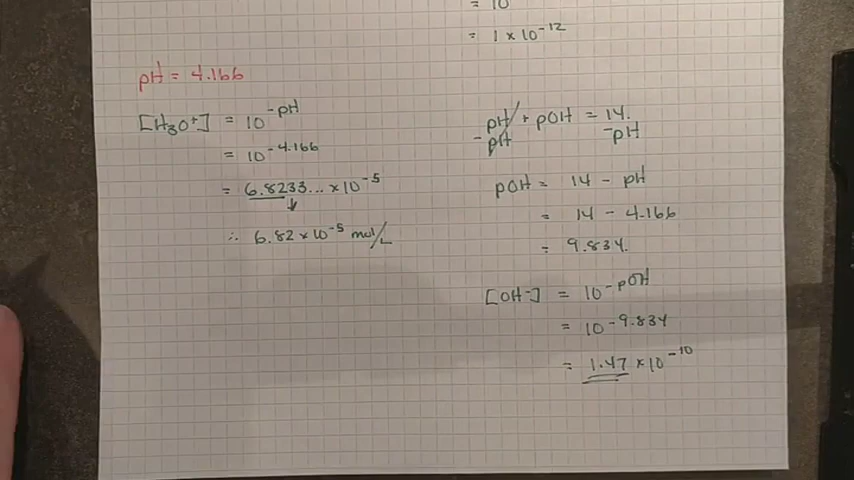 = 10
= 1 × 10⁻¹²
pH = 4.166
[H₃O⁺] = 10⁻ᵖᴴ
= 10⁻⁴·¹⁶⁶
= 6.8233... × 10⁻⁵
↓
∴ 6.82 × 10⁻⁵ mol/L
pH + pOH = 14.
-pH -pH
pOH = 14 - pH
= 14 - 4.166
= 9.834.
[OH⁻] = 10⁻ᵖᴼᴴ
= 10⁻⁹·⁸³⁴
= 1.47 × 10⁻¹⁰